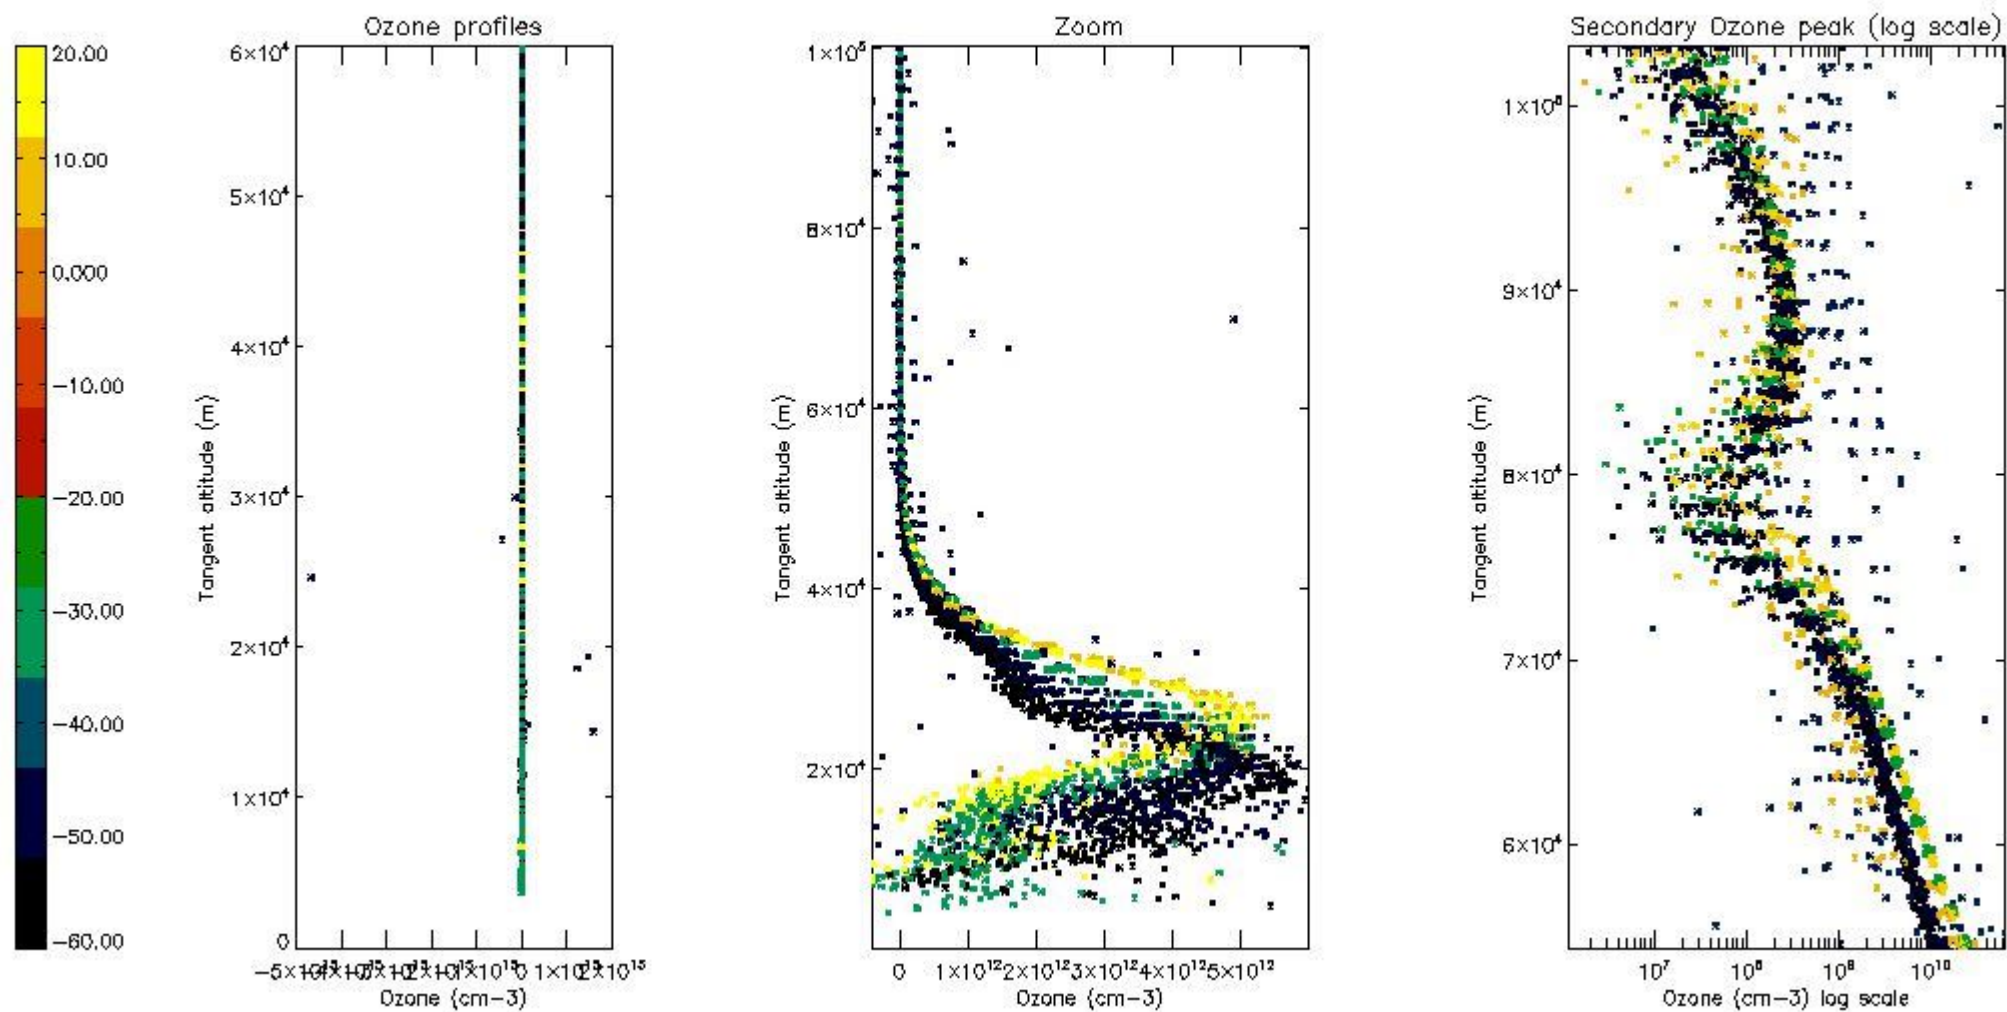 Ozone profiles
Zoom
Secondary Ozone peak (log scale)
20.00
10.00
0.000
−10.00
−20.00
−30.00
−40.00
−50.00
−60.00
6×10⁴
5×10⁴
4×10⁴
3×10⁴
2×10⁴
1×10⁴
0
Tangent altitude (m)
0 1×10¹⁵ 2×10¹⁵
Ozone (cm−3)
1×10⁵
8×10⁴
6×10⁴
4×10⁴
2×10⁴
Tangent altitude (m)
0 1×10¹² 2×10¹² 3×10¹² 4×10¹² 5×10¹²
Ozone (cm−3)
9×10⁴
8×10⁴
7×10⁴
6×10⁴
Tangent altitude (m)
10⁷ 10⁸ 10⁹ 10¹⁰
Ozone (cm−3) log scale